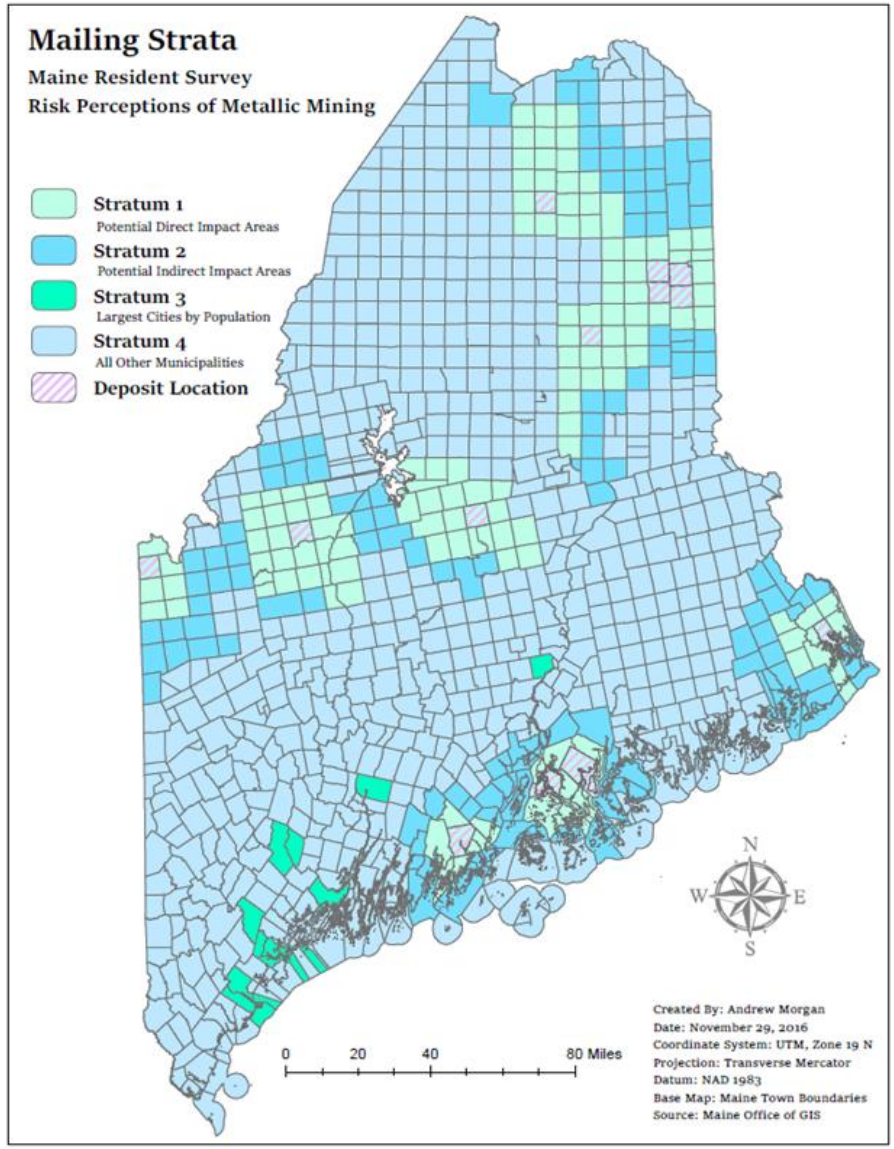 Mailing Strata
Maine Resident Survey
Risk Perceptions of Metallic Mining
Stratum 1
Potential Direct Impact Areas
Stratum 2
Potential Indirect Impact Areas
Stratum 3
Largest Cities by Population
Stratum 4
All Other Municipalities
Deposit Location
N
W E
S
0 20 40 80 Miles
Created By: Andrew Morgan
Date: November 29, 2016
Coordinate System: UTM, Zone 19 N
Projection: Transverse Mercator
Datum: NAD 1983
Base Map: Maine Town Boundaries
Source: Maine Office of GIS